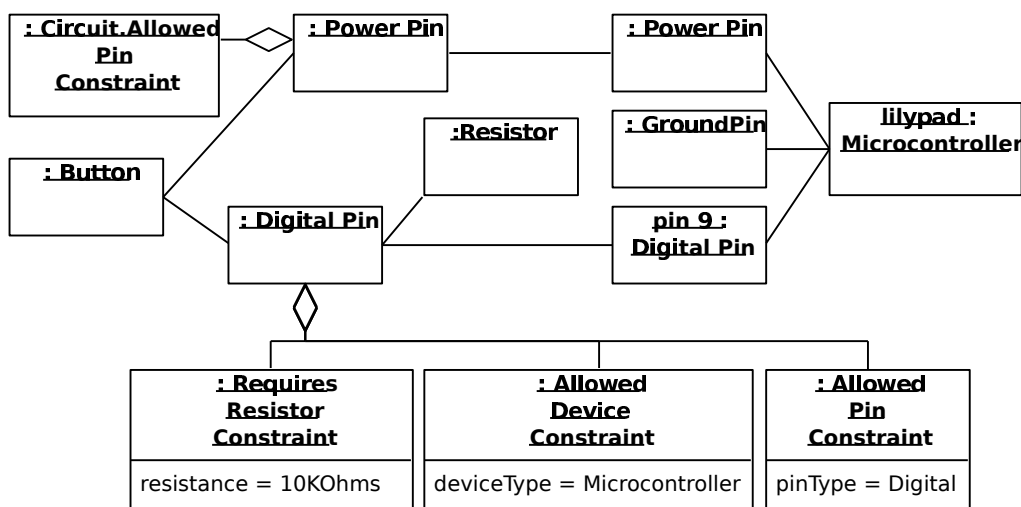 : Circuit.Allowed
Pin
Constraint
: Power Pin
: Power Pin
: GroundPin
lilypad :
Microcontroller
:Resistor
: Button
: Digital Pin
pin 9 :
Digital Pin
: Requires
Resistor
Constraint
resistance = 10KOhms
: Allowed
Device
Constraint
deviceType = Microcontroller
: Allowed
Pin
Constraint
pinType = Digital